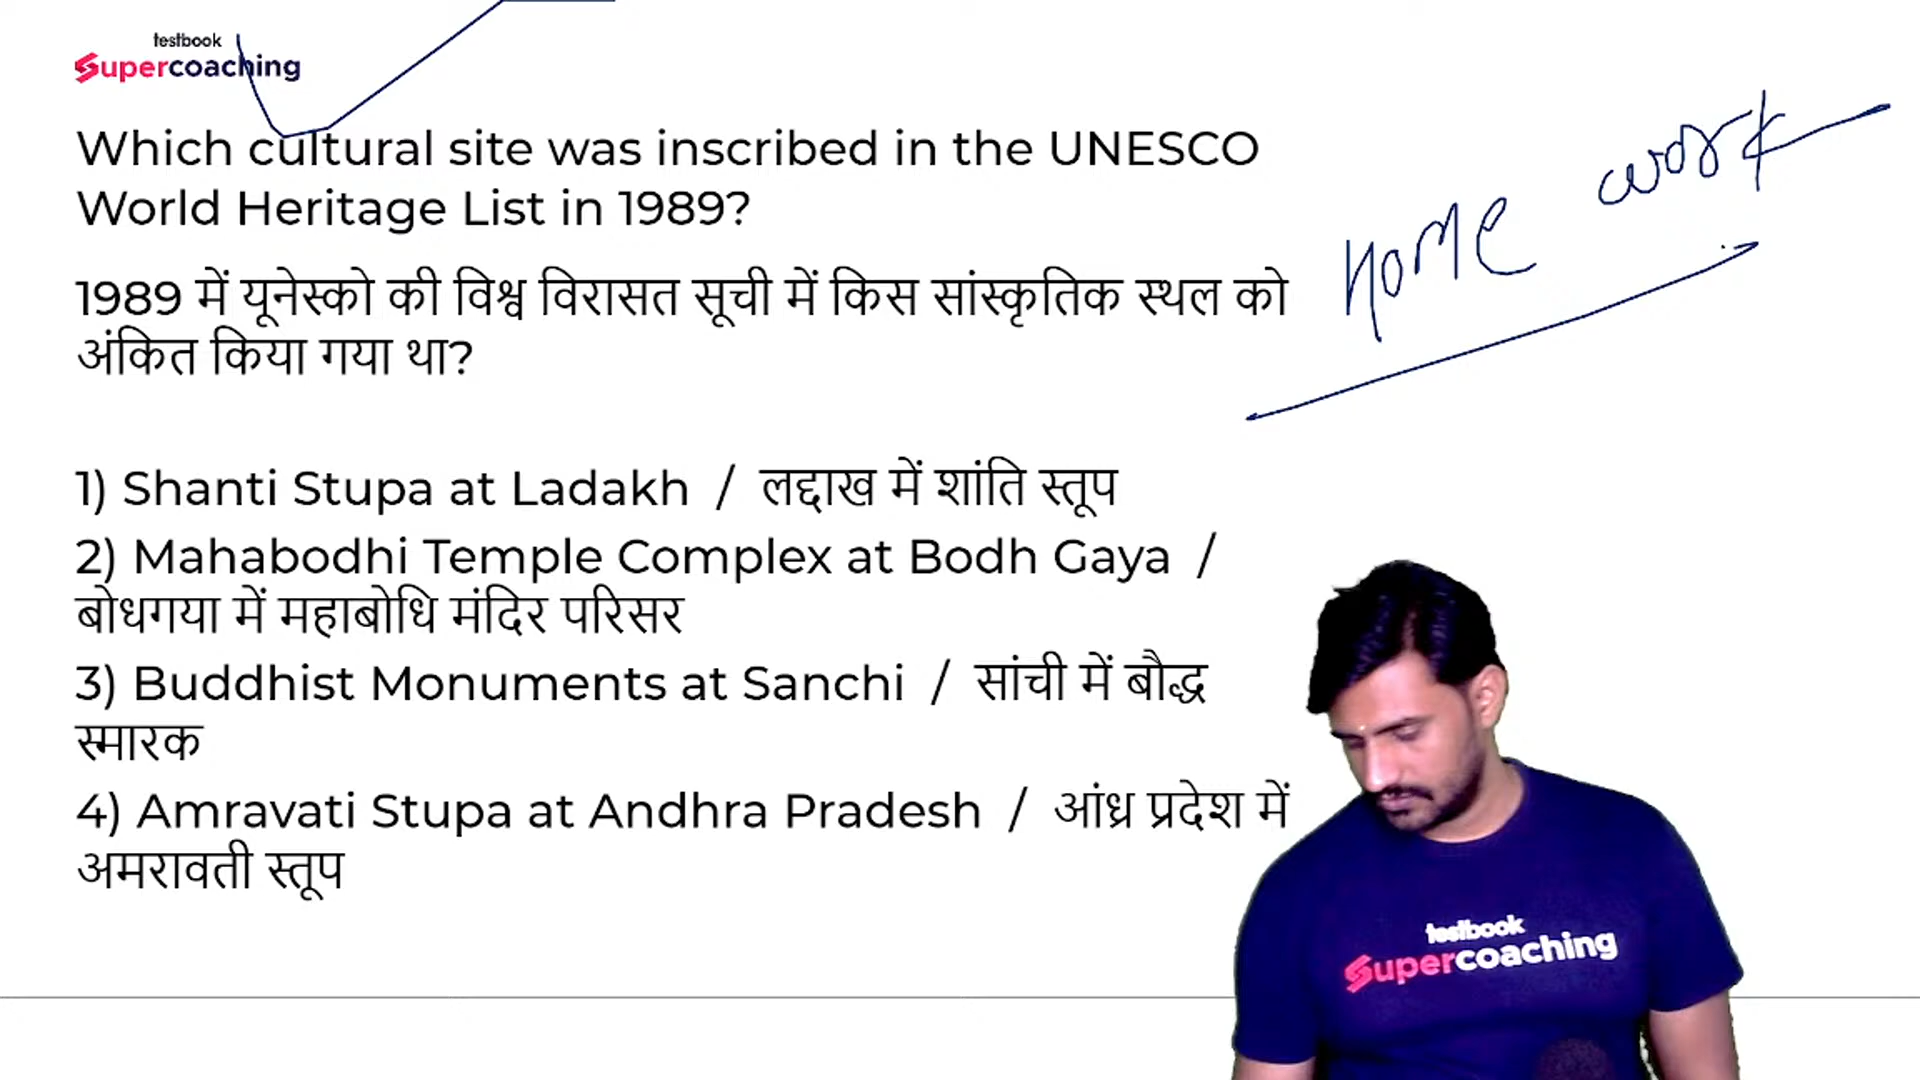 testbook
Supercoaching
Which cultural site was inscribed in the UNESCO
World Heritage List in 1989?
Home work
1989 में यूनेस्को की विश्व विरासत सूची में किस सांस्कृतिक स्थल को
अंकित किया गया था?
1) Shanti Stupa at Ladakh / लद्दाख में शांति स्तूप
2) Mahabodhi Temple Complex at Bodh Gaya /
बोधगया में महाबोधि मंदिर परिसर
3) Buddhist Monuments at Sanchi / सांची में बौद्ध
स्मारक
4) Amravati Stupa at Andhra Pradesh / आंध्र प्रदेश में
अमरावती स्तूप
testbook
Supercoaching